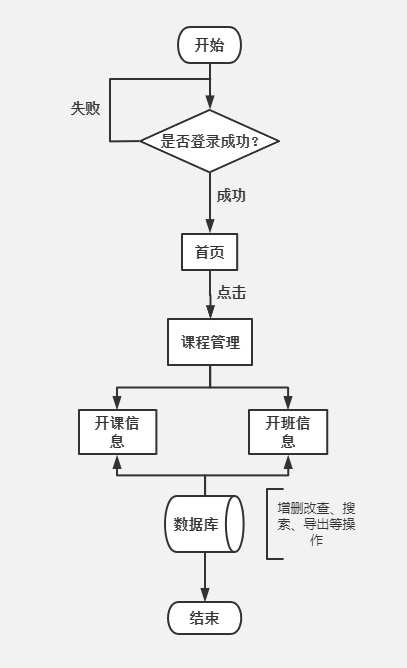 开始
失败
是否登录成功？
成功
首页
点击
课程管理
开课信
息
开班信
息
数据库
增删改查、搜
索、导出等操
作
结束